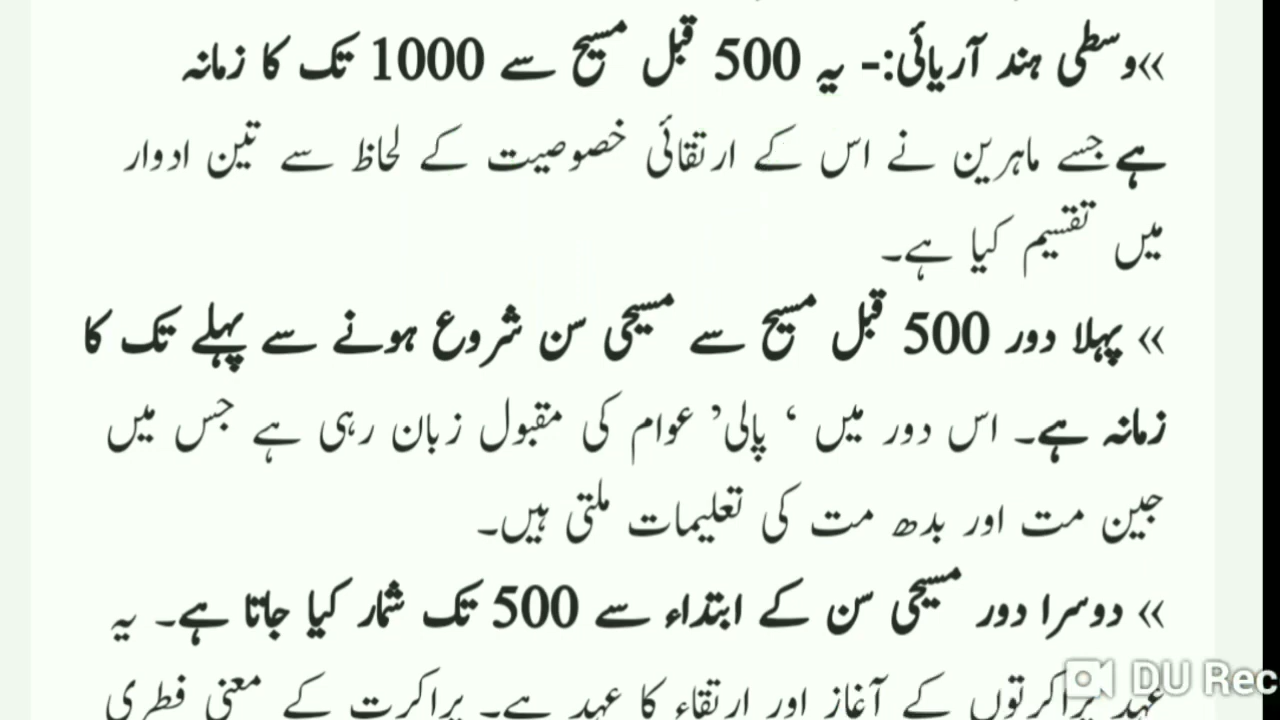 »وسطی ہند آریائی:- یہ 500 قبل مسیح سے 1000 تک کا زمانہ
ہے جسے ماہرین نے اس کے ارتقائی خصوصیت کے لحاظ سے تین ادوار
میں تقسیم کیا ہے۔
» پہلا دور 500 قبل مسیح سے مسیحی سن شروع ہونے سے پہلے تک کا
زمانہ ہے۔ اس دور میں ‘ پالی’ عوام کی مقبول زبان رہی ہے جس میں
جین مت اور بدھ مت کی تعلیمات ملتی ہیں۔
» دوسرا دور مسیحی سن کے ابتداء سے 500 تک شمار کیا جاتا ہے۔ یہ
عہد پراکرتوں کے آغاز اور ارتقاء کا عہد ہے۔ پراکرت کے معنی فطری
DU Rec